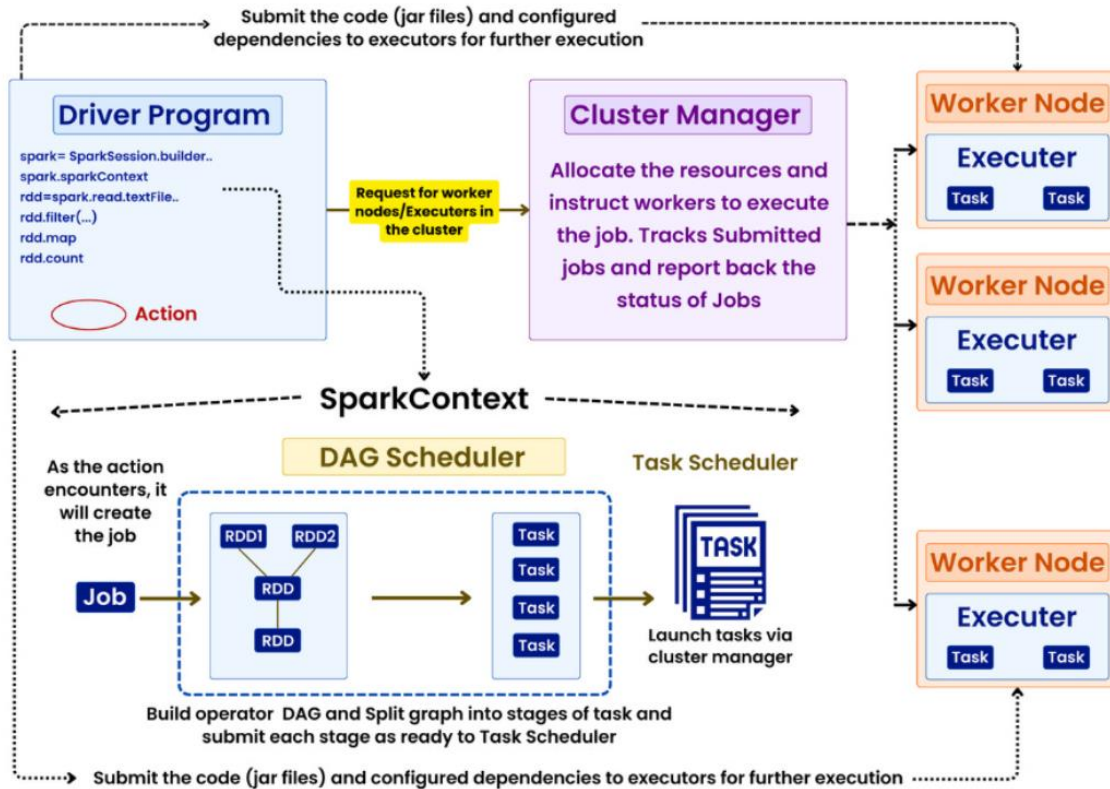 Submit the code (jar files) and configured
dependencies to executors for further execution
Driver Program
spark= SparkSession.builder..
spark.sparkContext
rdd=spark.read.textFile..
rdd.filter(...)
rdd.map
rdd.count
Action
Request for worker
nodes/Executers in
the cluster
Cluster Manager
Allocate the resources and
instruct workers to execute
the job. Tracks Submitted
jobs and report back the
status of Jobs
Worker Node
Executer
Task Task
Worker Node
Executer
Task Task
Worker Node
Executer
Task Task
SparkContext
DAG Scheduler
Task Scheduler
As the action
encounters, it
will create
the job
Job
RDD1 RDD2
RDD
RDD
Task
Task
Task
Task
TASK
Launch tasks via
cluster manager
Build operator DAG and Split graph into stages of task and
submit each stage as ready to Task Scheduler
Submit the code (jar files) and configured dependencies to executors for further execution